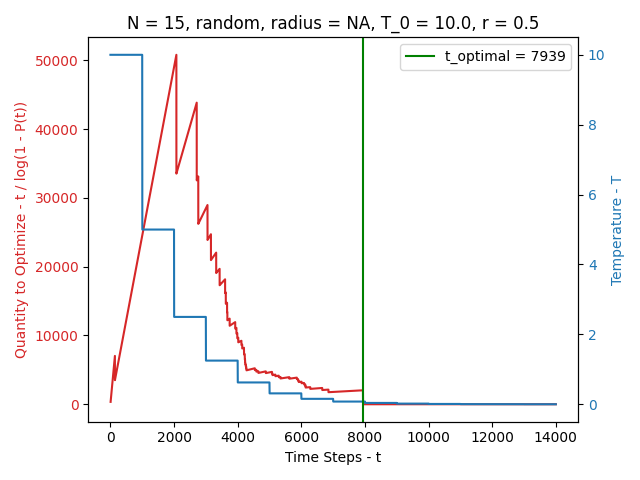 N = 15, random, radius = NA, T_0 = 10.0, r = 0.5
t_optimal = 7939
Quantity to Optimize - t / log(1 - P(t))
50000
40000
30000
20000
10000
0
10
8
6
4
2
0
Temperature - T
0 2000 4000 6000 8000 10000 12000 14000
Time Steps - t